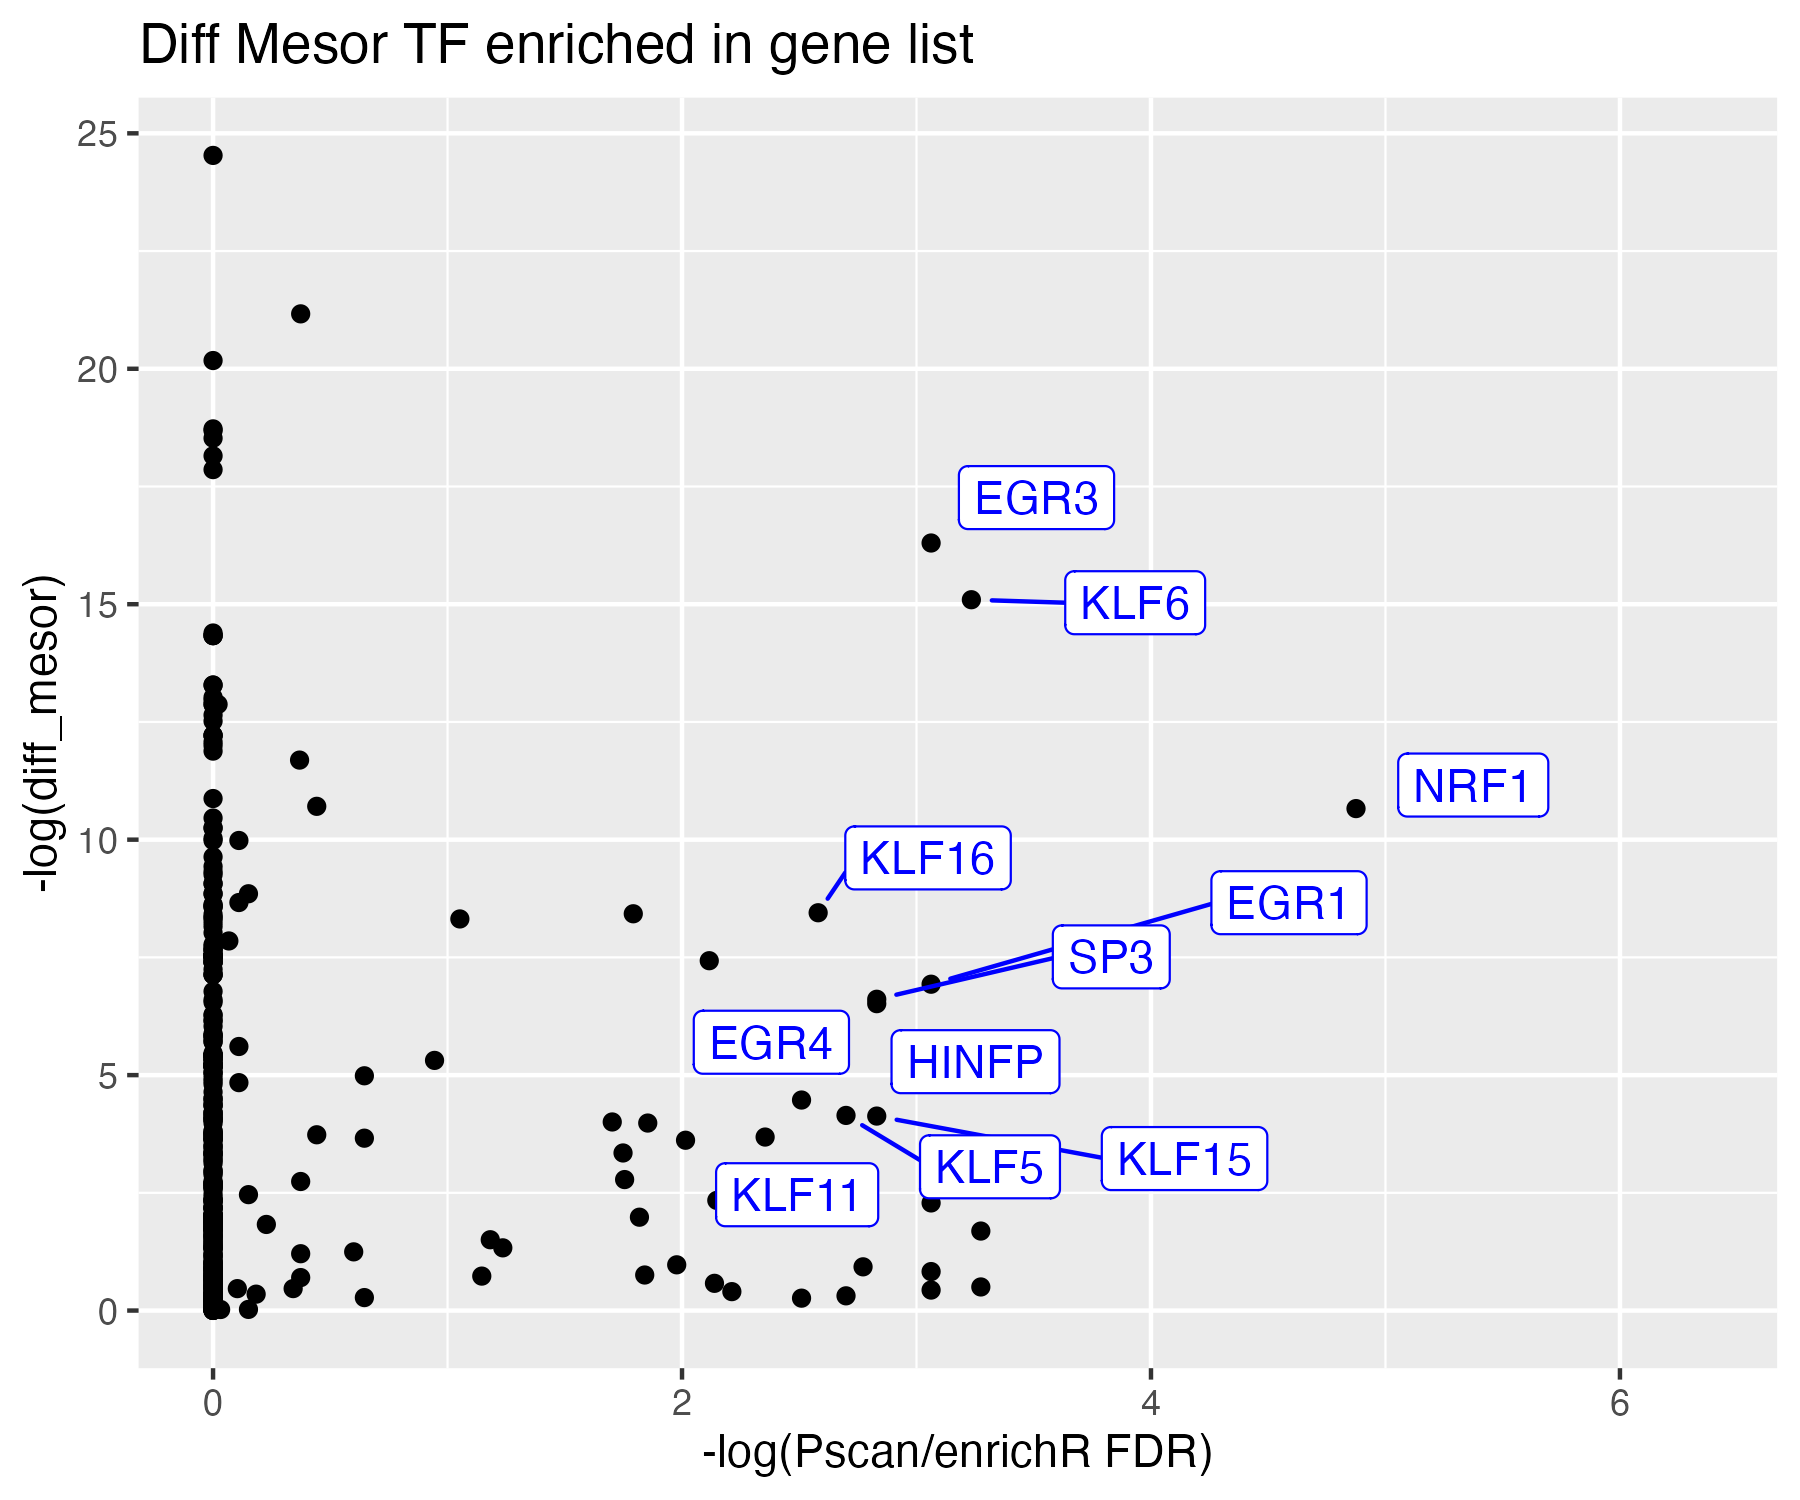 Diff Mesor TF enriched in gene list
25
20
15
10
5
0
-log(diff_mesor)
EGR3
KLF6
NRF1
KLF16
EGR1
SP3
EGR4
HINFP
KLF5
KLF15
KLF11
0 2 4 6
-log(Pscan/enrichR FDR)